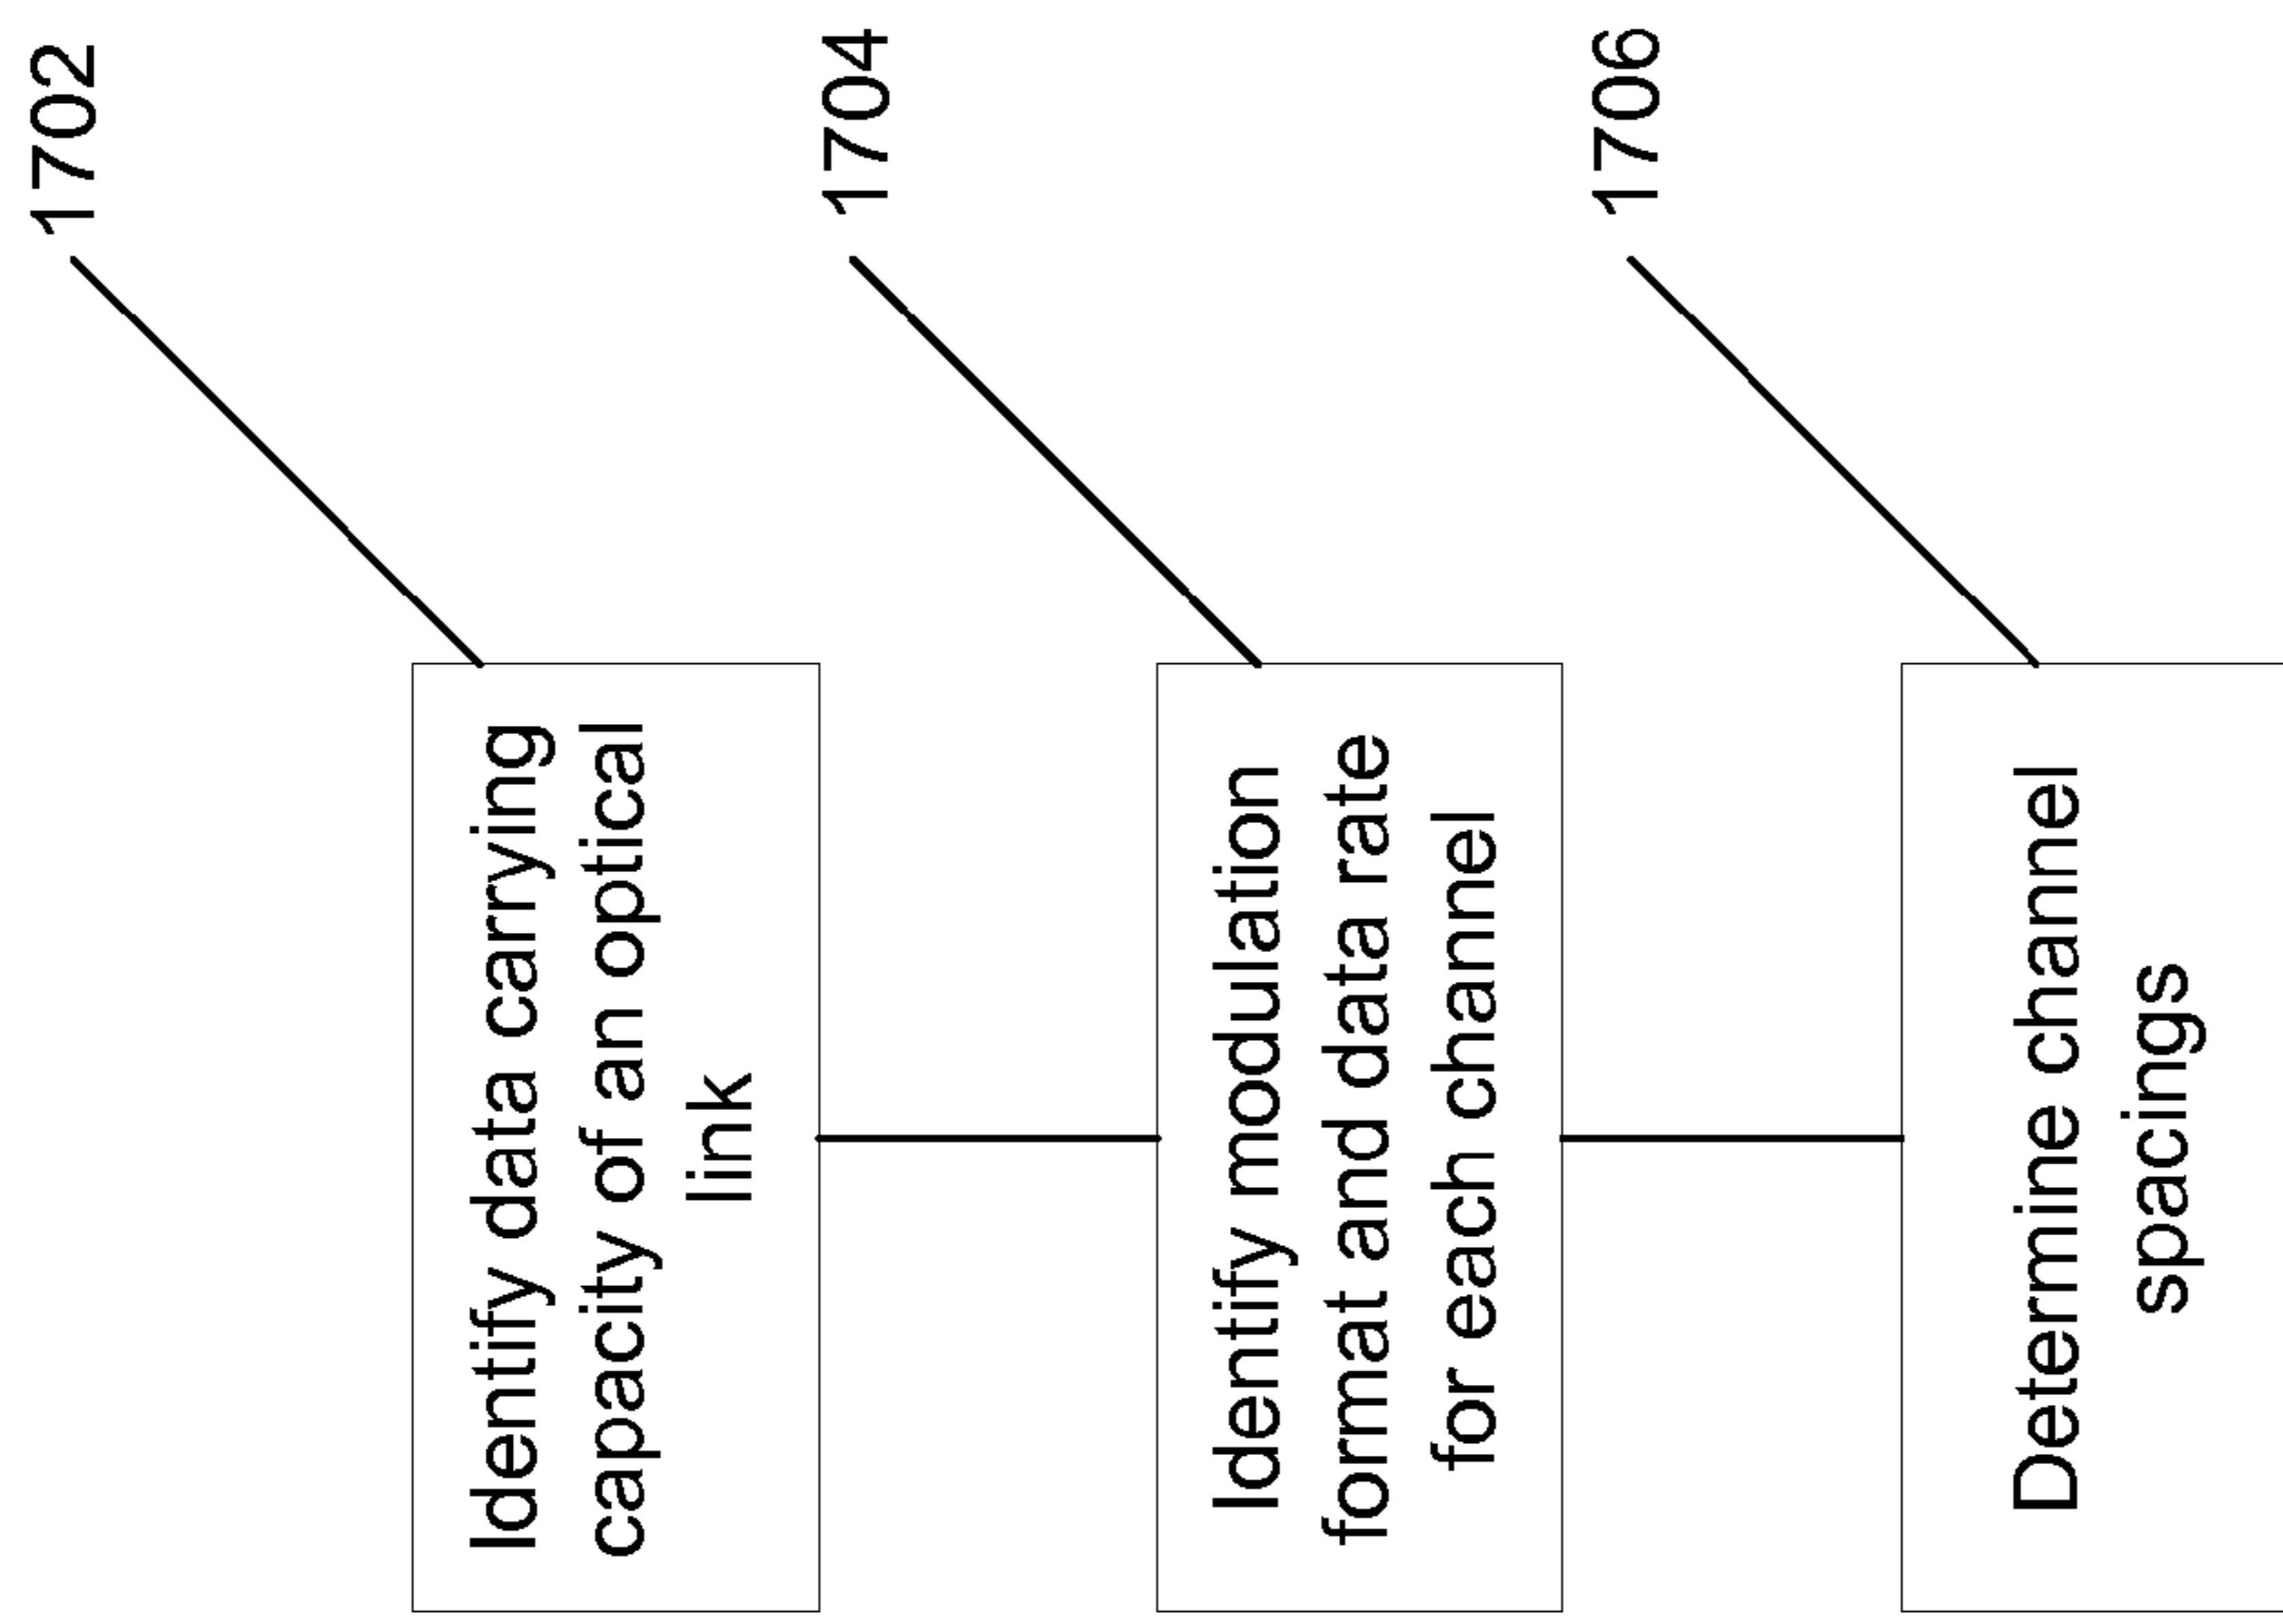 1702
Identify data carrying
capacity of an optical
link
1704
Identify modulation
format and data rate
for each channel
1706
Determine channel
spacings